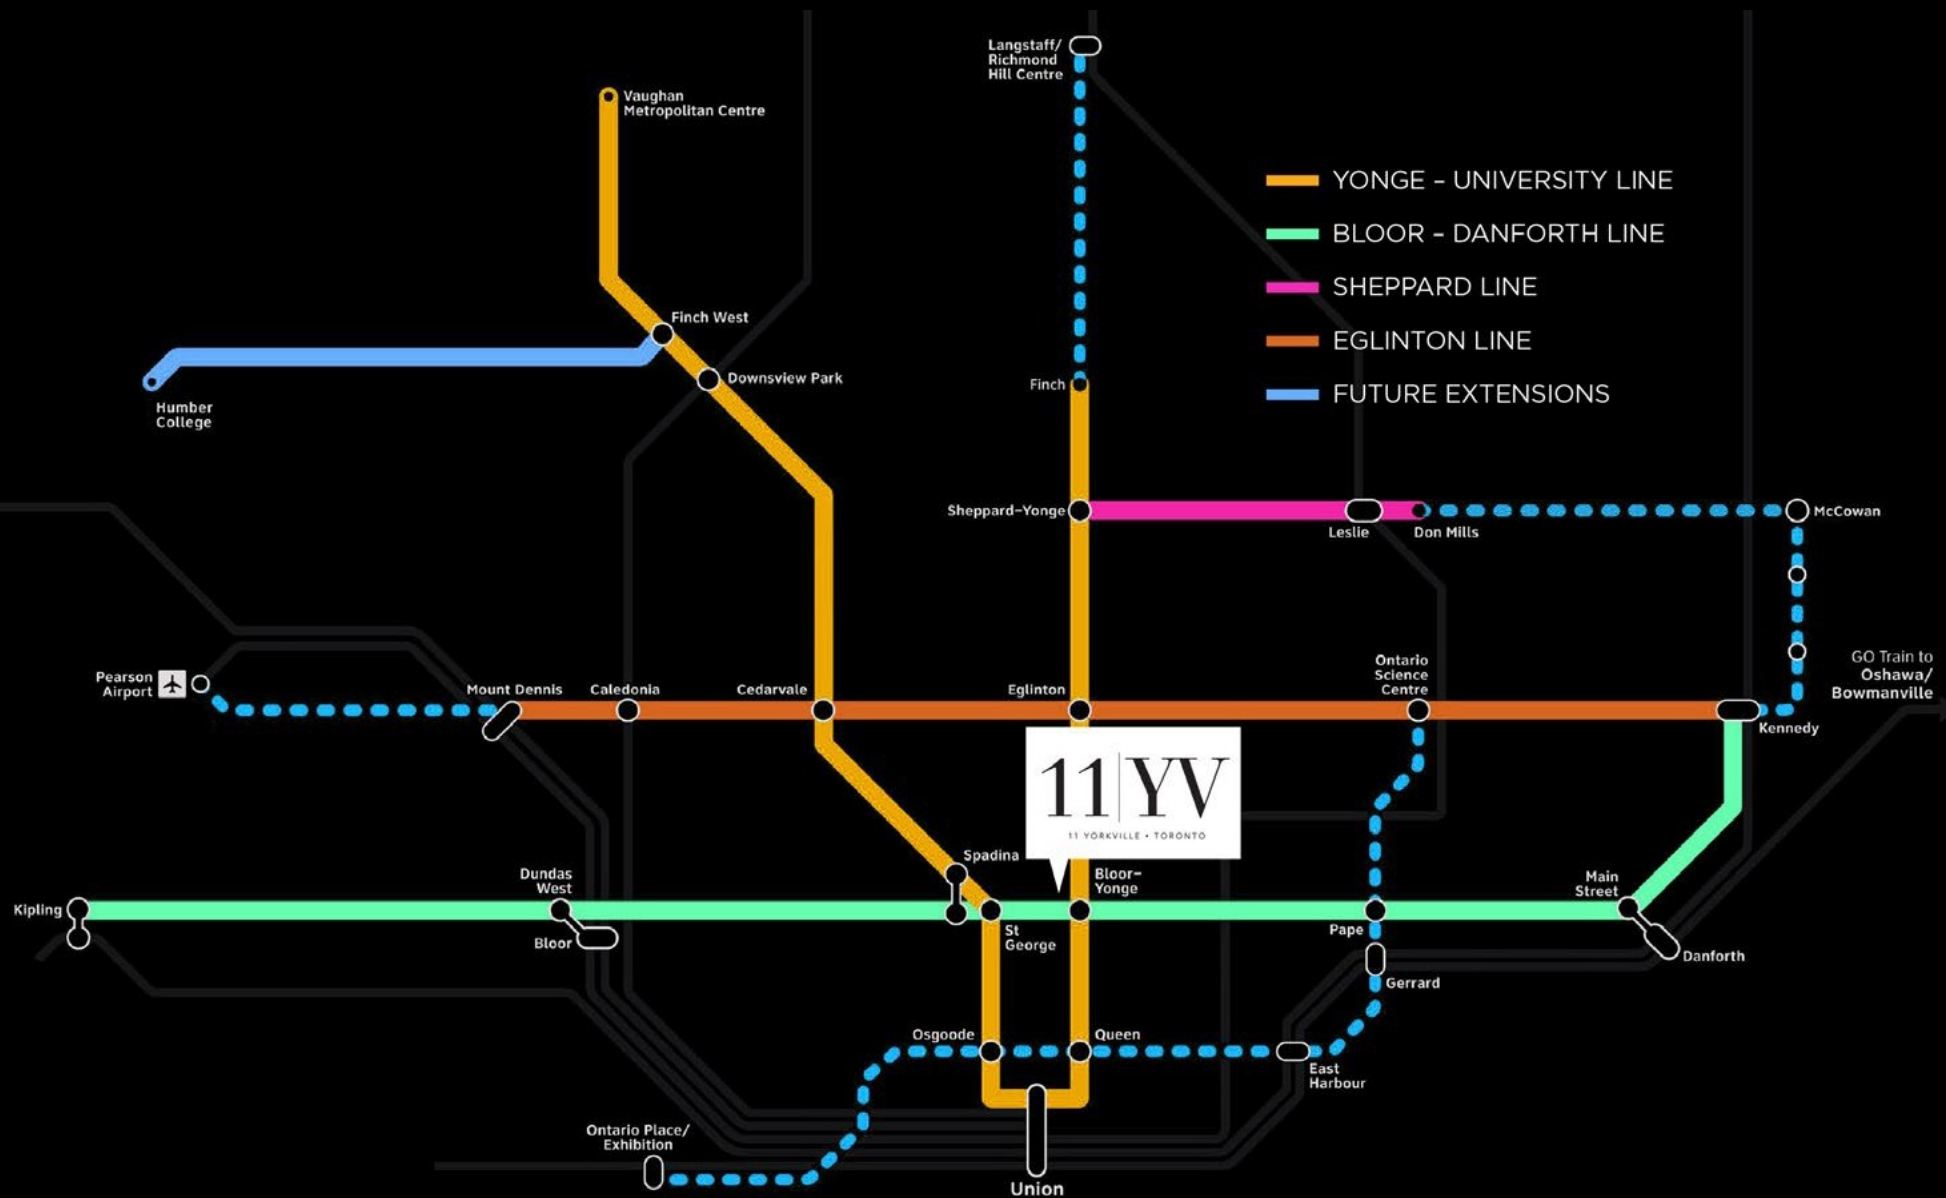 Langstaff/
Richmond
Hill Centre
Vaughan
Metropolitan Centre
YONGE – UNIVERSITY LINE
BLOOR – DANFORTH LINE
SHEPPARD LINE
EGLINTON LINE
FUTURE EXTENSIONS
Finch West
Downsview Park
Humber
College
Finch
Sheppard–Yonge
Leslie
Don Mills
McCowan
Pearson
Airport
Mount Dennis
Caledonia
Cedarvale
Eglinton
Ontario
Science
Centre
GO Train to
Oshawa/
Bowmanville
Kennedy
11|YV
11 YORKVILLE • TORONTO
Spadina
Bloor–
Yonge
Dundas
West
Main
Street
Kipling
Bloor
St
George
Pape
Danforth
Gerrard
Osgoode
Queen
East
Harbour
Ontario Place/
Exhibition
Union